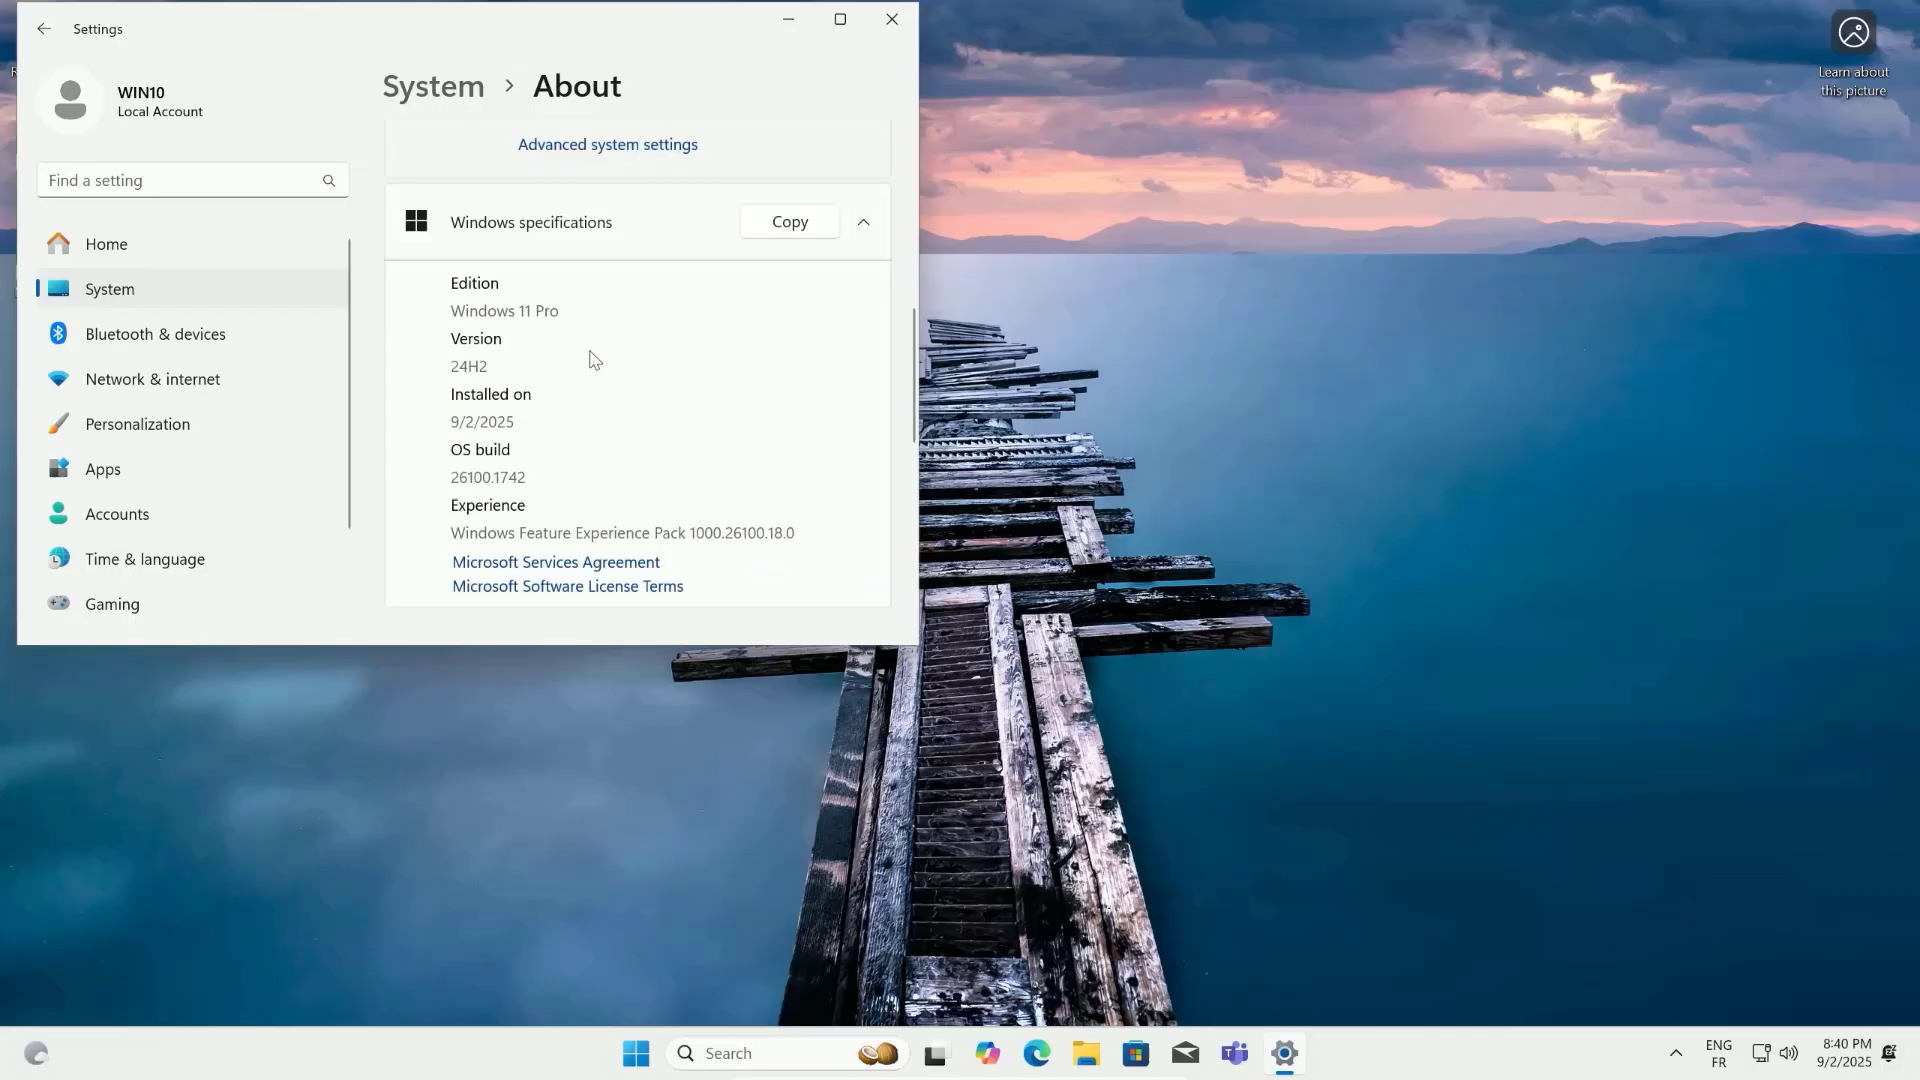 Settings
WIN10
Local Account
Find a setting
Home
System
Bluetooth & devices
Network & internet
Personalization
Apps
Accounts
Time & language
Gaming
System > About
Advanced system settings
Windows specifications
Copy
Edition
Windows 11 Pro
Version
24H2
Installed on
9/2/2025
OS build
26100.1742
Experience
Windows Feature Experience Pack 1000.26100.18.0
Microsoft Services Agreement
Microsoft Software License Terms
Learn about
this picture
Search
ENG
FR
8:40 PM
9/2/2025